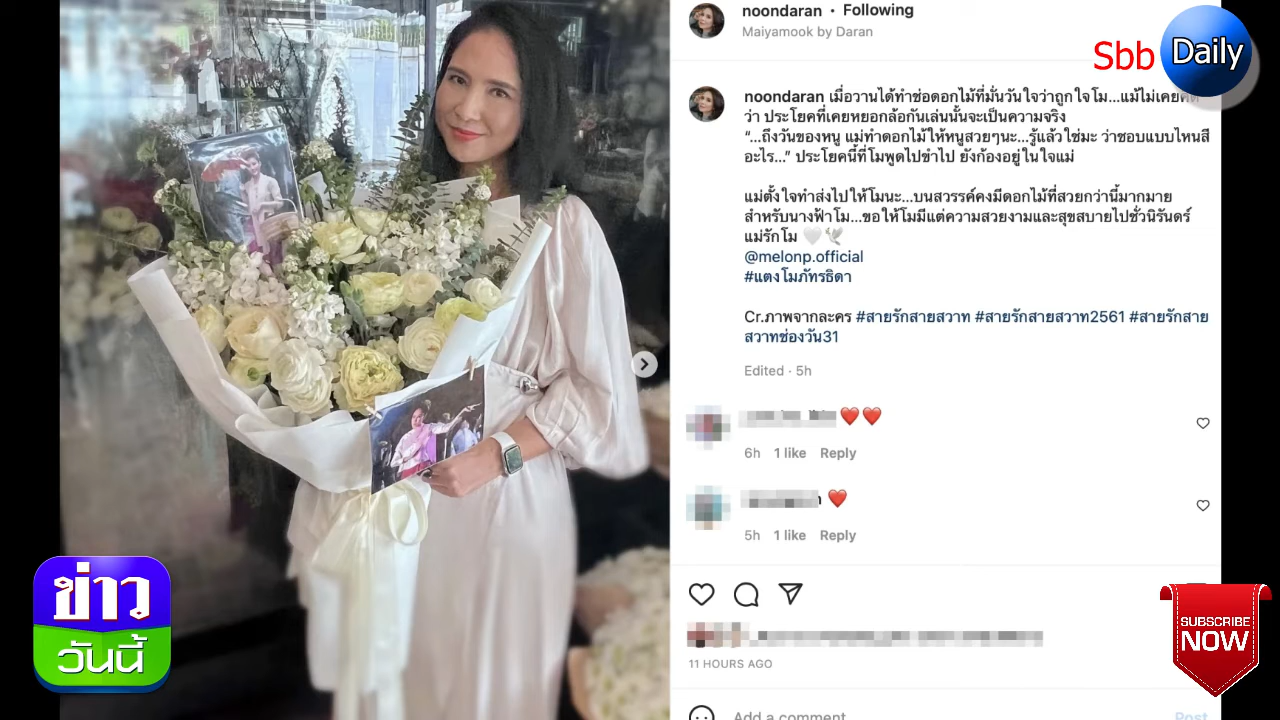 noondaran • Following
Maiyamook by Daran
Sbb Daily
noondaran เมื่อวานได้ทำช่อดอกไม้ที่มั่นวันใจว่าถูกใจโม...แม้ไม่เคยคิด
ว่า ประโยคที่เคยหยอกล้อกันเล่นนั้นจะเป็นความจริง
“...ถึงวันของหนู แม่ทำดอกไม้ให้หนูสวยๆนะ...รู้แล้วใช่มะ ว่าชอบแบบไหนสี
อะไร...” ประโยคนี้ที่โมพูดไปขำไป ยังก้องอยู่ในใจแม่
แม่ตั้งใจทำส่งไปให้โมนะ...บนสวรรค์คงมีดอกไม้ที่สวยกว่านี้มากมาย
สำหรับนางฟ้าโม...ขอให้โมมีแต่ความสวยงามและสุขสบายไปชั่วนิรันดร์
แม่รักโม 🤍🕊
@melonp.official
#แตงโมภัทรธิดา
Cr.ภาพจากละคร #สายรักสายสวาท #สายรักสายสวาท2561 #สายรักสาย
สวาทช่องวัน31
Edited · 5h
6h 1 like Reply
5h 1 like Reply
11 HOURS AGO
Add a comment
Post
ข่าว
วันนี้
SUBSCRIBE
NOW